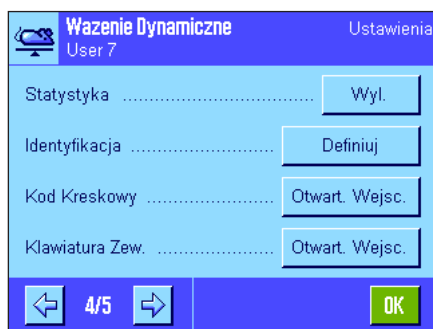 Wazenie Dynamiczne
Ustawienia
User 7
Statystyka ................................... Wyl.
Identyfikacja .......................... Definiuj
Kod Kreskowy ....................... Otwart. Wejsc.
Klawiatura Zew. ..................... Otwart. Wejsc.
4/5
OK